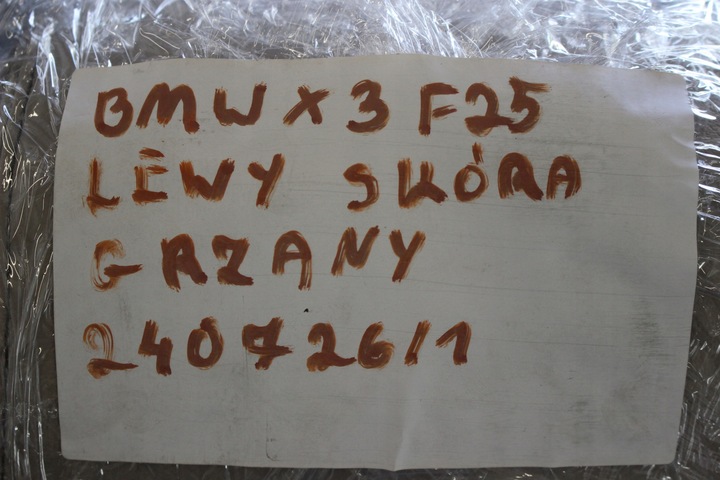 BMW X3 F25
LEWY SKÓRA
GRZANY
24072611